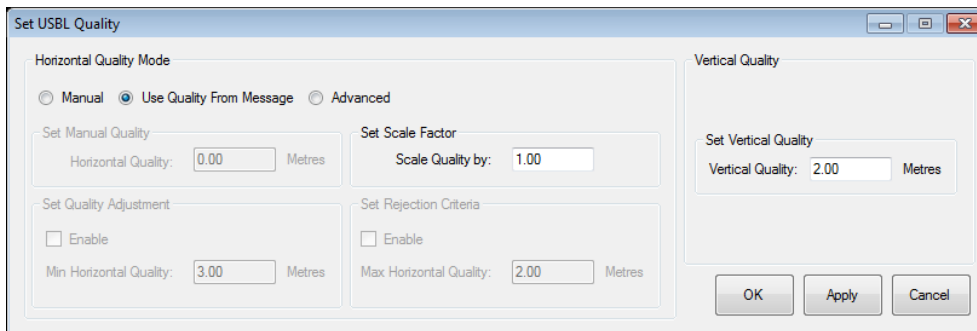 Set USBL Quality
Horizontal Quality Mode
Manual Use Quality From Message Advanced
Set Manual Quality
Horizontal Quality: 0.00 Metres
Set Scale Factor
Scale Quality by: 1.00
Set Quality Adjustment
Enable
Min Horizontal Quality: 3.00 Metres
Set Rejection Criteria
Enable
Max Horizontal Quality: 2.00 Metres
Vertical Quality
Set Vertical Quality
Vertical Quality: 2.00 Metres
OK Apply Cancel